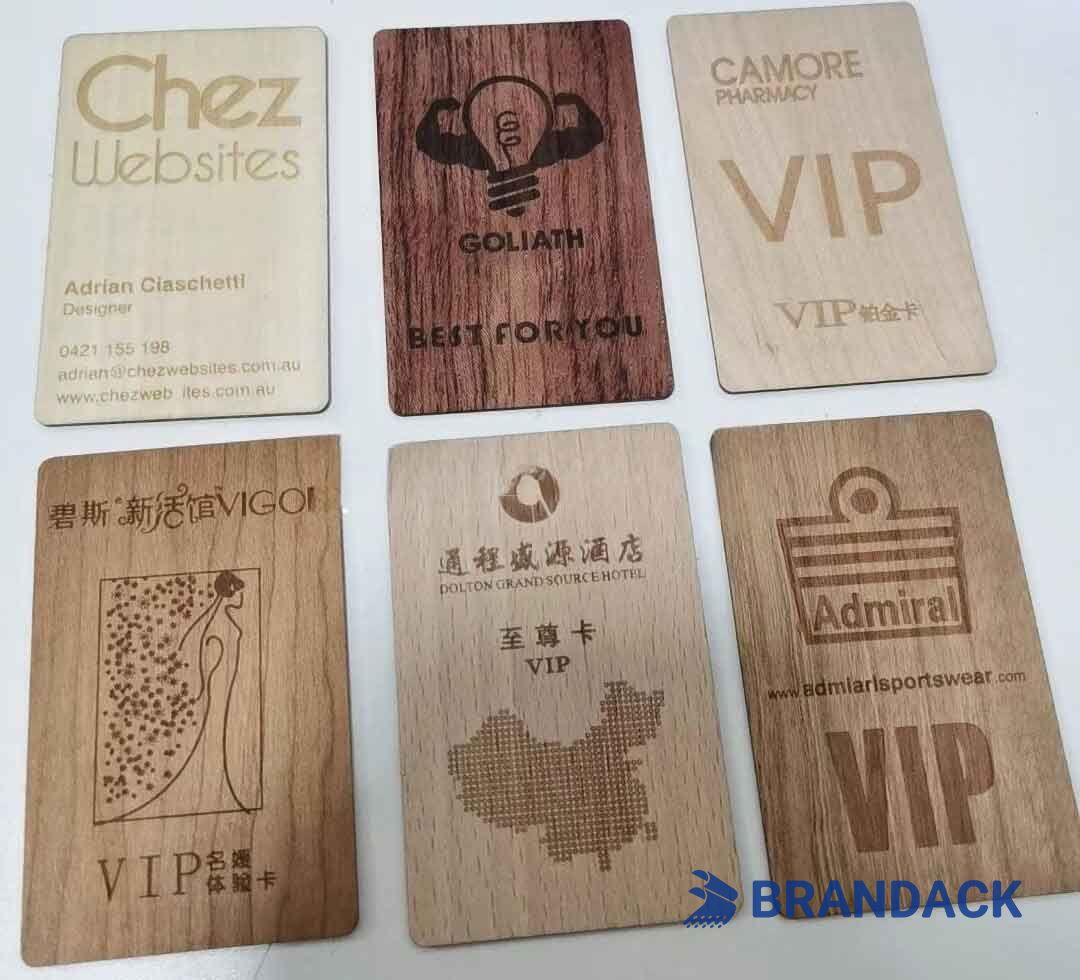 Chez
Websites
Adrian Ciaschetti
Designer
0421 155 198
adrian@chezwebsites.com.au
www.chezweb ites.com.au
GOLIATH
BEST FOR YOU
CAMORE
PHARMACY
VIP
VIP铂金卡
碧斯 新活馆VIGOI
VIP名媛
体验卡
通程盛源酒店
DOLTON GRAND SOURCE HOTEL
至尊卡
VIP
Admiral
www.admiarlsportswear.com
VIP
BRANDACK